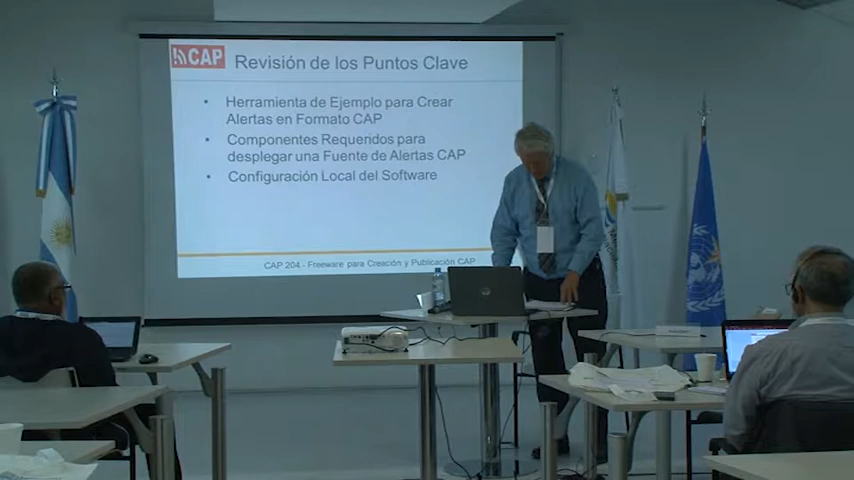 CAP
Revisión de los Puntos Clave
• Herramienta de Ejemplo para Crear
Alertas en Formato CAP
• Componentes Requeridos para
desplegar una Fuente de Alertas CAP
• Configuración Local del Software
CAP 204.- Freeware para Creación y Publicación CAP